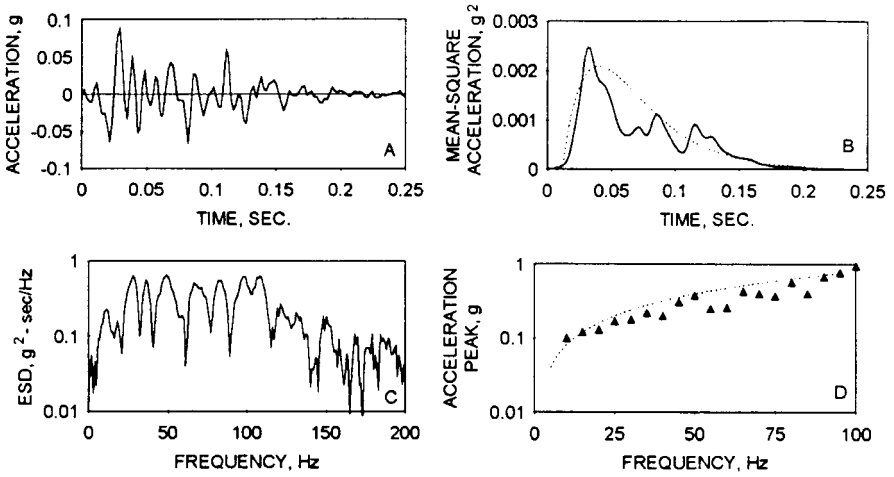 ACCELERATION, g
0.1
0.05
0
-0.05
-0.1
A
0 0.05 0.1 0.15 0.2 0.25
TIME, SEC.
MEAN-SQUARE
ACCELERATION, g²
0.003
0.002
0.001
0
B
0 0.05 0.1 0.15 0.2 0.25
TIME, SEC.
ESD, g² - sec/Hz
1
0.1
0.01
C
0 50 100 150 200
FREQUENCY, Hz
ACCELERATION
PEAK, g
1
0.1
0.01
D
0 25 50 75 100
FREQUENCY, Hz